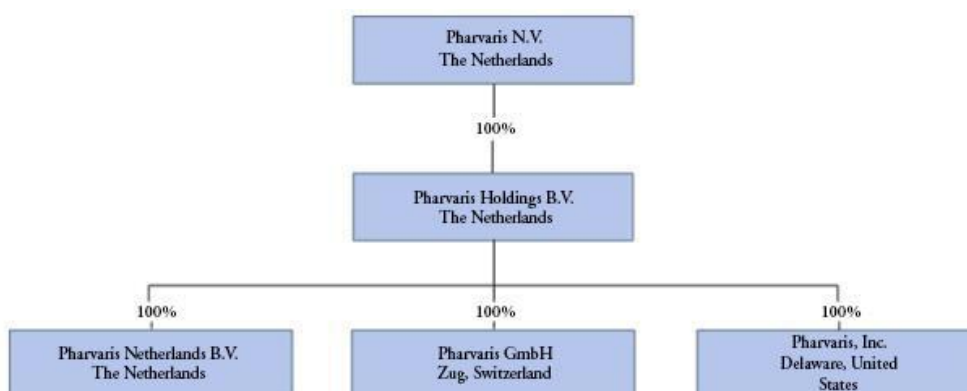 Pharvaris N.V.
The Netherlands
100%
Pharvaris Holdings B.V.
The Netherlands
100%
100%
100%
Pharvaris Netherlands B.V.
The Netherlands
Pharvaris GmbH
Zug, Switzerland
Pharvaris, Inc.
Delaware, United
States